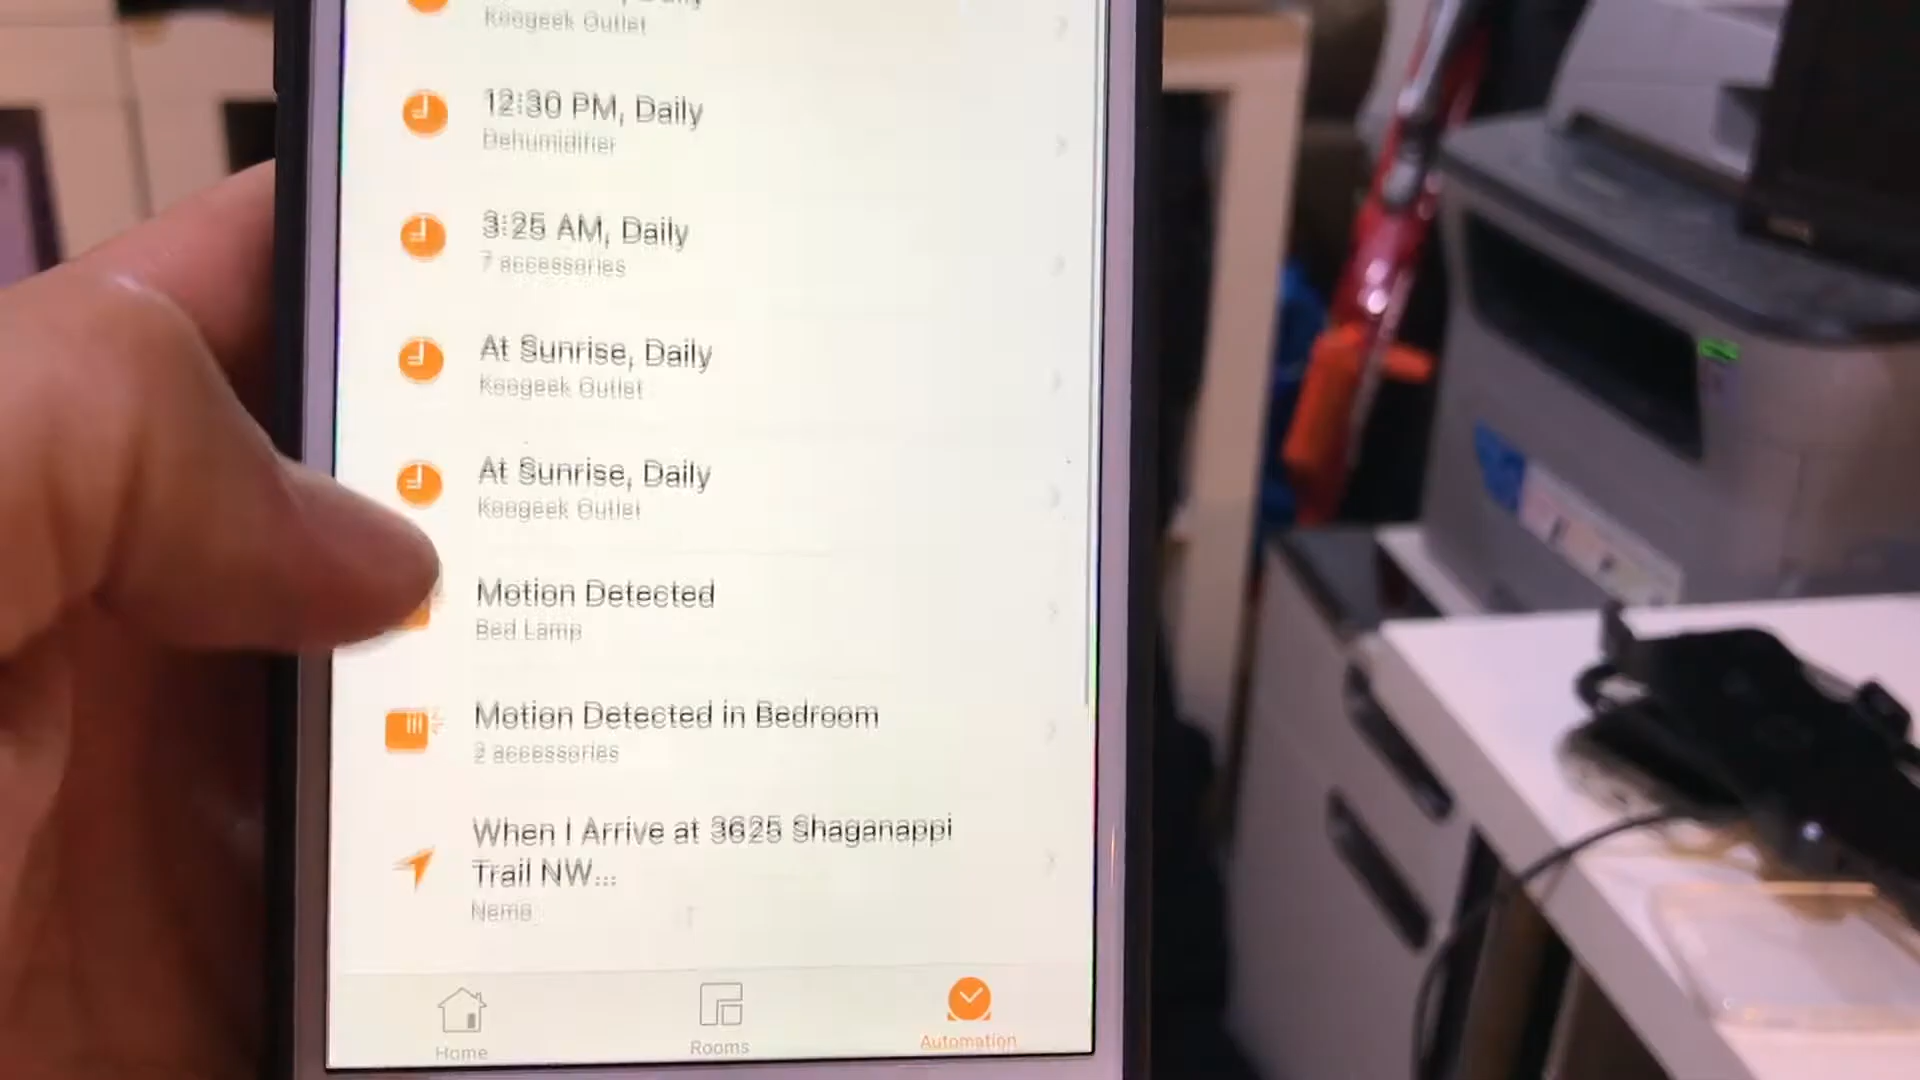 Koogeek Outlet
12:30 PM, Daily
Dehumidifier
3:25 AM, Daily
7 accessories
At Sunrise, Daily
Koogeek Outlet
At Sunrise, Daily
Koogeek Outlet
Motion Detected
Bed Lamp
Motion Detected in Bedroom
2 accessories
When I Arrive at 3625 Shaganappi
Trail NW...
Home
Rooms
Automation